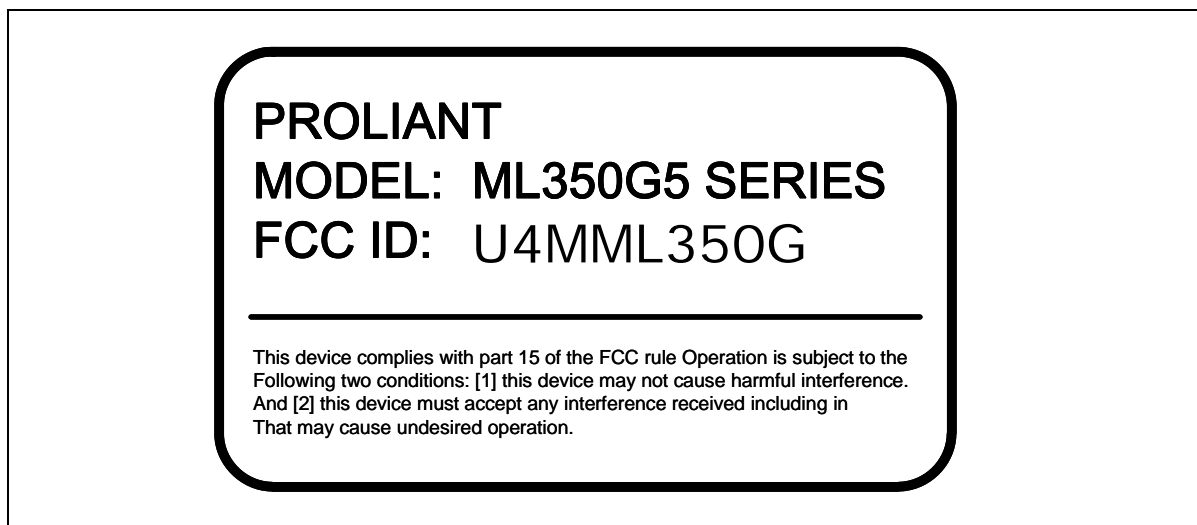 PROLIANT
MODEL: ML350G5 SERIES
FCC ID: U4MML350G
This device complies with part 15 of the FCC rule Operation is subject to the
Following two conditions: [1] this device may not cause harmful interference.
And [2] this device must accept any interference received including in
That may cause undesired operation.